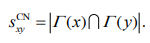 s_{xy}^{CN} = |Γ(x)⋂Γ(y)|.